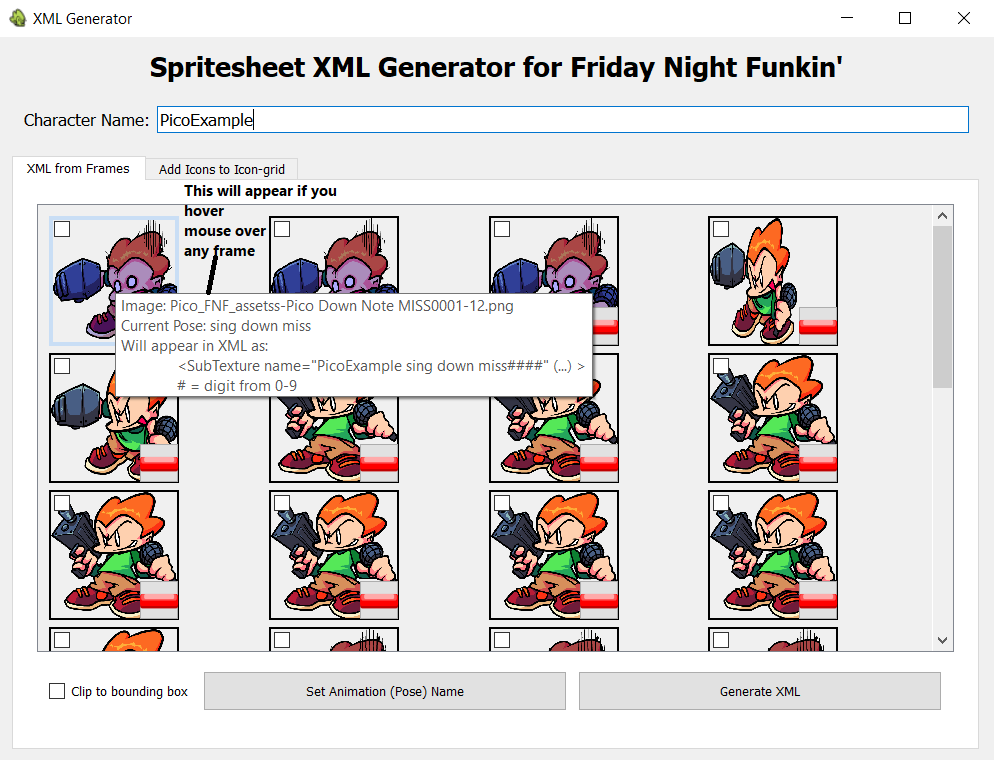 XML Generator
Spritesheet XML Generator for Friday Night Funkin'
Character Name: PicoExample
XML from Frames
Add Icons to Icon-grid
This will appear if you
hover
mouse over
any frame
Image: Pico_FNF_assetss-Pico Down Note MISS0001-12.png
Current Pose: sing down miss
Will appear in XML as:
<SubTexture name="PicoExample sing down miss####" (...) >
# = digit from 0-9
Clip to bounding box
Set Animation (Pose) Name
Generate XML